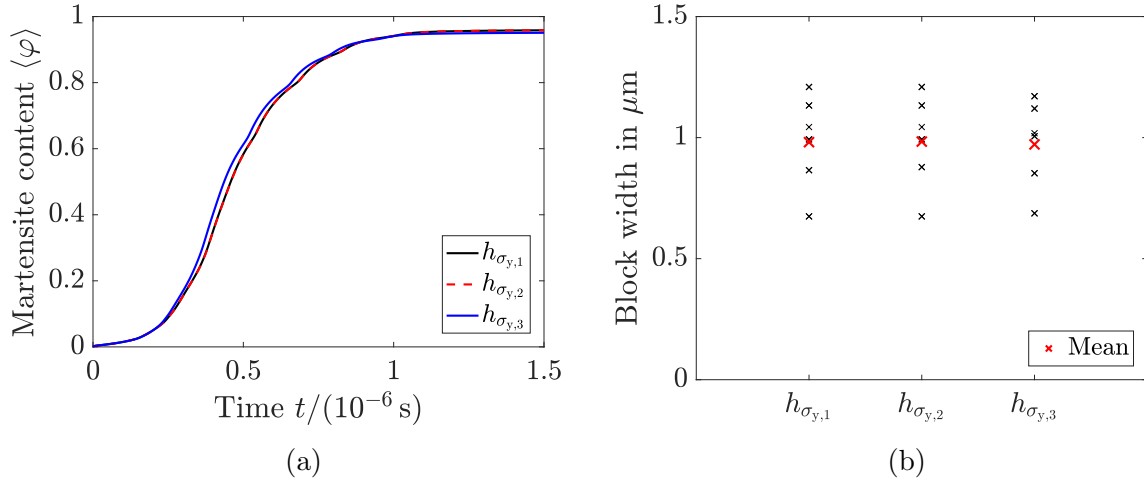 Martensite content ⟨φ⟩
1
0.8
0.6
0.4
0.2
0
0 0.5 1 1.5
Time t/(10⁻⁶ s)
h_{σ_{y,1}}
h_{σ_{y,2}}
h_{σ_{y,3}}
(a)
Block width in μm
1.5
1
0.5
0
h_{σ_{y,1}} h_{σ_{y,2}} h_{σ_{y,3}}
Mean
(b)